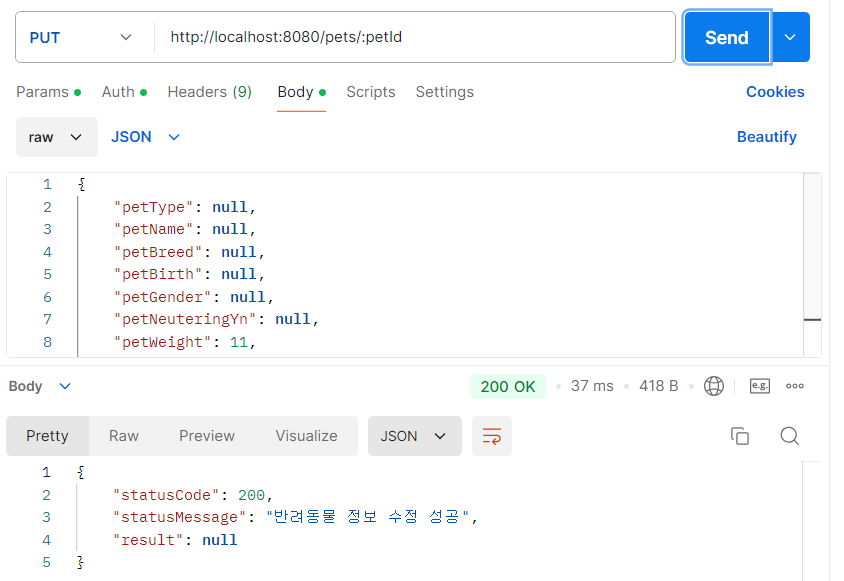 PUT http://localhost:8080/pets/:petId Send
Params Auth Headers (9) Body Scripts Settings Cookies
raw JSON Beautify
1 {
2 "petType": null,
3 "petName": null,
4 "petBreed": null,
5 "petBirth": null,
6 "petGender": null,
7 "petNeuteringYn": null,
8 "petWeight": 11,
Body 200 OK 37 ms 418 B e.g.
Pretty Raw Preview Visualize JSON
1 {
2 "statusCode": 200,
3 "statusMessage": "반려동물 정보 수정 성공",
4 "result": null
5 }